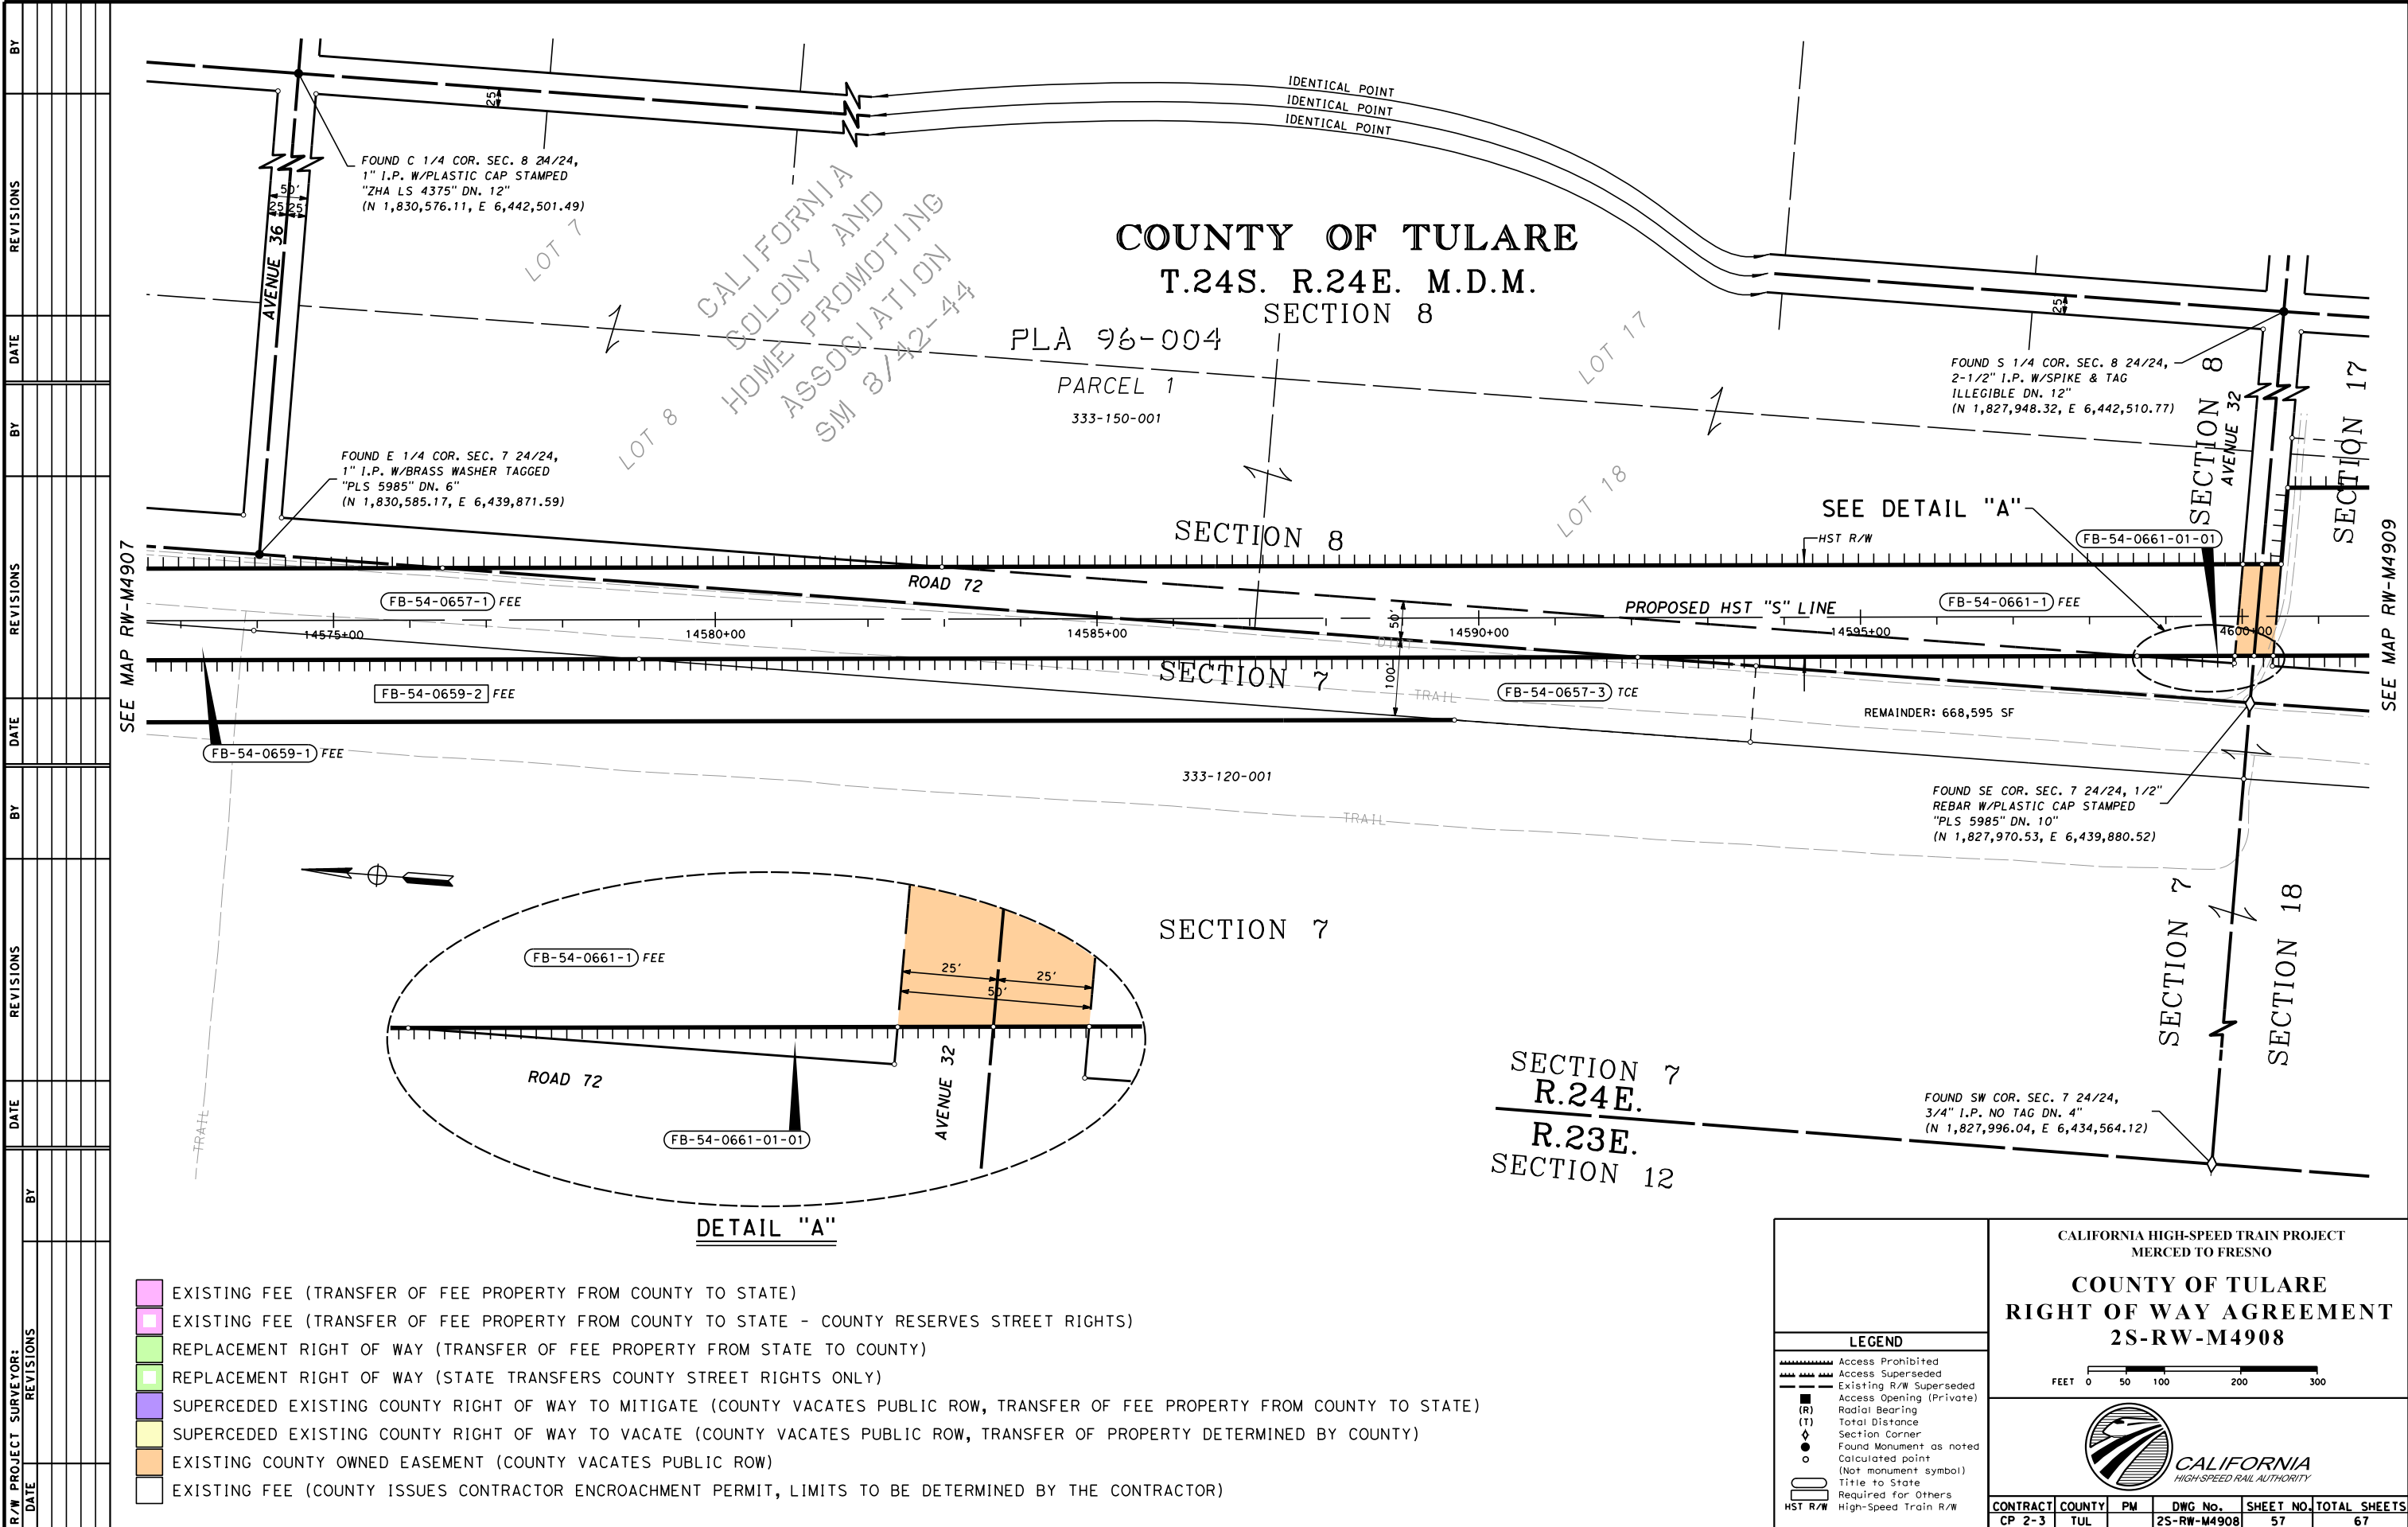 BY
REVISIONS
DATE
BY
REVISIONS
DATE
BY
REVISIONS
DATE
BY
REVISIONS
DATE
R/W PROJECT SURVEYOR:
IDENTICAL POINT
IDENTICAL POINT
IDENTICAL POINT
25'
FOUND C 1/4 COR. SEC. 8 24/24,
1" I.P. W/PLASTIC CAP STAMPED
"ZHA LS 4375" DN. 12"
(N 1,830,576.11, E 6,442,501.49)
50'
25' 25'
AVENUE 36
LOT 7
CALIFORNIA
COLONY AND
HOME PROMOTING
ASSOCIATION
SM 3/42-44
COUNTY OF TULARE
T.24S. R.24E. M.D.M.
SECTION 8
PLA 96-004
PARCEL 1
333-150-001
LOT 8
LOT 17
LOT 18
25'
FOUND S 1/4 COR. SEC. 8 24/24,
2-1/2" I.P. W/SPIKE & TAG
ILLEGIBLE DN. 12"
(N 1,827,948.32, E 6,442,510.77)
SECTION 8
AVENUE 32
SECTION 17
FOUND E 1/4 COR. SEC. 7 24/24,
1" I.P. W/BRASS WASHER TAGGED
"PLS 5985" DN. 6"
(N 1,830,585.17, E 6,439,871.59)
SEE DETAIL "A"
SECTION 8
HST R/W
FB-54-0661-01-01
SEE MAP RW-M4907
SEE MAP RW-M4909
ROAD 72
FB-54-0657-1 FEE
PROPOSED HST "S" LINE
FB-54-0661-1 FEE
14575+00
14580+00
14585+00
14590+00
14595+00
4600+00
50'
100'
SECTION 7
TRAIL
FB-54-0659-2 FEE
FB-54-0657-3 TCE
REMAINDER: 668,595 SF
FB-54-0659-1 FEE
333-120-001
TRAIL
FOUND SE COR. SEC. 7 24/24, 1/2"
REBAR W/PLASTIC CAP STAMPED
"PLS 5985" DN. 10"
(N 1,827,970.53, E 6,439,880.52)
SECTION 7
SECTION 7
SECTION 18
FB-54-0661-1 FEE
25'
25'
50'
ROAD 72
AVENUE 32
FB-54-0661-01-01
TRAIL
DETAIL "A"
SECTION 7
R.24E.
R.23E.
SECTION 12
FOUND SW COR. SEC. 7 24/24,
3/4" I.P. NO TAG DN. 4"
(N 1,827,996.04, E 6,434,564.12)
EXISTING FEE (TRANSFER OF FEE PROPERTY FROM COUNTY TO STATE)
EXISTING FEE (TRANSFER OF FEE PROPERTY FROM COUNTY TO STATE - COUNTY RESERVES STREET RIGHTS)
REPLACEMENT RIGHT OF WAY (TRANSFER OF FEE PROPERTY FROM STATE TO COUNTY)
REPLACEMENT RIGHT OF WAY (STATE TRANSFERS COUNTY STREET RIGHTS ONLY)
SUPERCEDED EXISTING COUNTY RIGHT OF WAY TO MITIGATE (COUNTY VACATES PUBLIC ROW, TRANSFER OF FEE PROPERTY FROM COUNTY TO STATE)
SUPERCEDED EXISTING COUNTY RIGHT OF WAY TO VACATE (COUNTY VACATES PUBLIC ROW, TRANSFER OF PROPERTY DETERMINED BY COUNTY)
EXISTING COUNTY OWNED EASEMENT (COUNTY VACATES PUBLIC ROW)
EXISTING FEE (COUNTY ISSUES CONTRACTOR ENCROACHMENT PERMIT, LIMITS TO BE DETERMINED BY THE CONTRACTOR)
LEGEND
Access Prohibited
Access Superseded
Existing R/W Superseded
Access Opening (Private)
(R) Radial Bearing
(T) Total Distance
Section Corner
Found Monument as noted
Calculated point
(Not monument symbol)
Title to State
Required for Others
HST R/W High-Speed Train R/W
CALIFORNIA HIGH-SPEED TRAIN PROJECT
MERCED TO FRESNO
COUNTY OF TULARE
RIGHT OF WAY AGREEMENT
2S-RW-M4908
FEET 0 50 100 200 300
CALIFORNIA
HIGH-SPEED RAIL AUTHORITY
CONTRACT COUNTY PM DWG No. SHEET NO. TOTAL SHEETS
CP 2-3 TUL 2S-RW-M4908 57 67